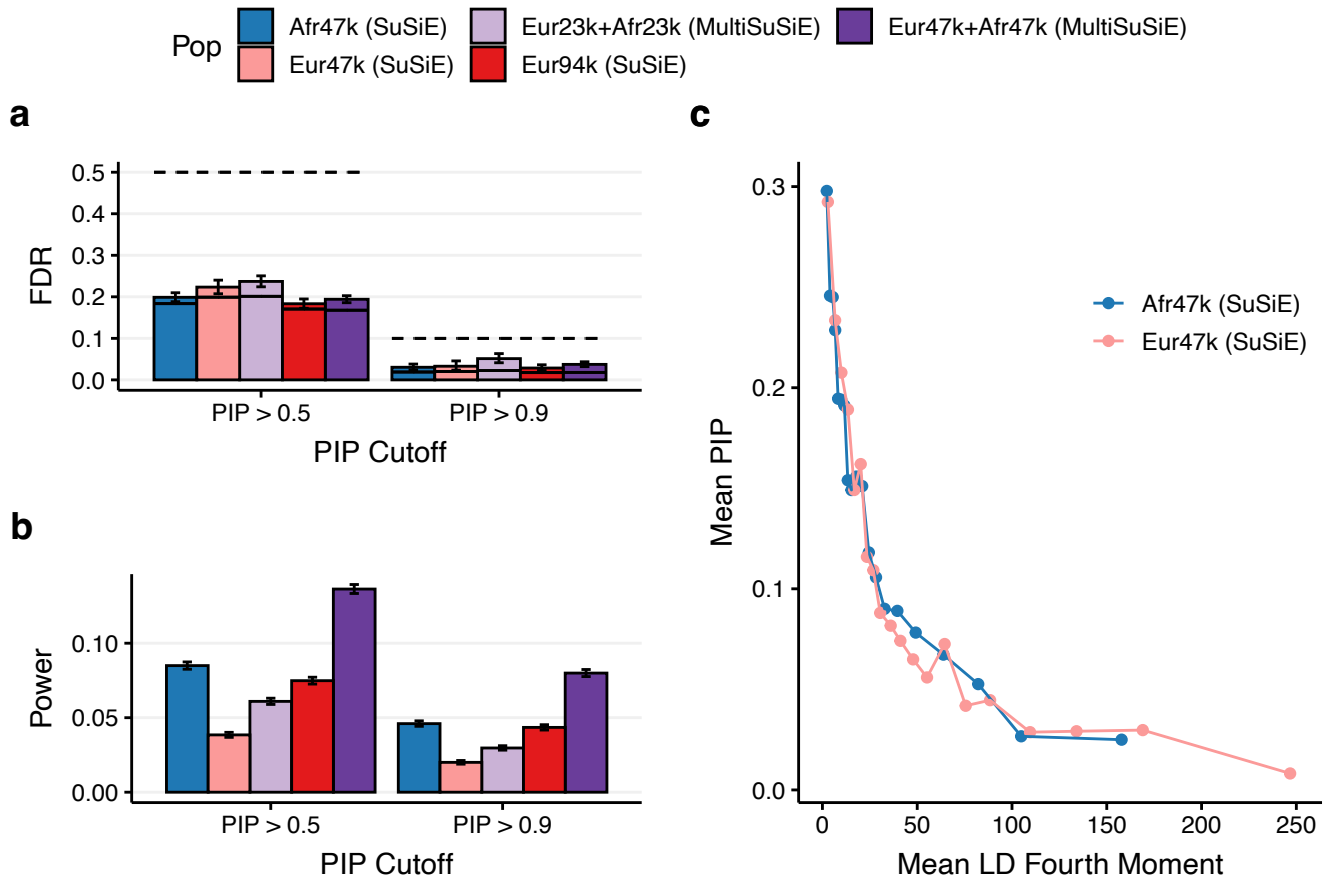 Pop
Afr47k (SuSiE)
Eur23k+Afr23k (MultiSuSiE)
Eur47k+Afr47k (MultiSuSiE)
Eur47k (SuSiE)
Eur94k (SuSiE)
a
0.5
0.4
0.3
0.2
0.1
0.0
FDR
PIP > 0.5
PIP > 0.9
PIP Cutoff
b
0.10
0.05
0.00
Power
PIP > 0.5
PIP > 0.9
PIP Cutoff
c
0.3
0.2
0.1
0.0
Mean PIP
Afr47k (SuSiE)
Eur47k (SuSiE)
0 50 100 150 200 250
Mean LD Fourth Moment